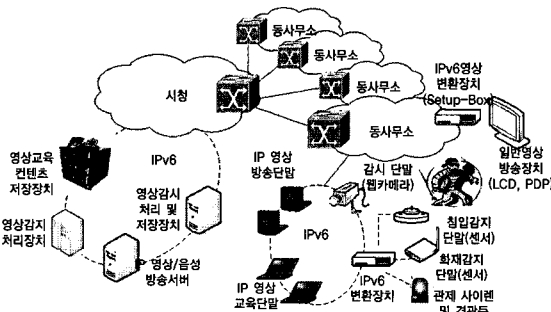 동사무소
동사무소
동사무소
동사무소
시청
IPv6영상
변환장치
(Setup-Box)
일반영상
방송장치
(LCD, PDP)
영상교육
컨텐츠
저장장치
IPv6
영상감시
처리 및
저장장치
영상감지
처리장치
영상/음성
방송서버
IP 영상
방송단말
감시 단말
(웹카메라)
IPv6
IP 영상
교육단말
IPv6
변환장치
침입감지
단말(센서)
화재감지
단말(센서)
관제 사이렌
및 경광등